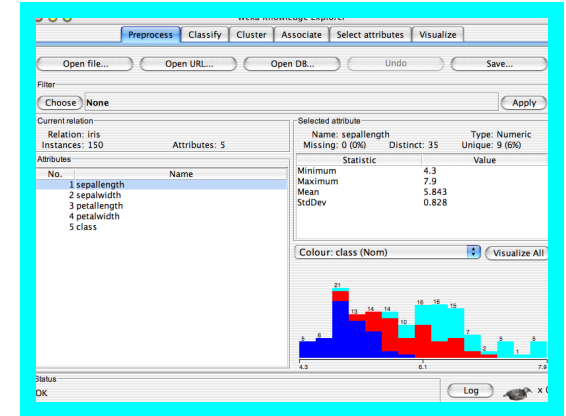 Weka Knowledge Explorer
Preprocess Classify Cluster Associate Select attributes Visualize
Open file... Open URL... Open DB... Undo Save...
Filter
Choose None Apply
Current relation
Relation: iris
Instances: 150 Attributes: 5
Selected attribute
Name: sepallength Type: Numeric
Missing: 0 (0%) Distinct: 35 Unique: 9 (6%)
Attributes
No. Name
1 sepallength
2 sepalwidth
3 petallength
4 petalwidth
5 class
Statistic Value
Minimum 4.3
Maximum 7.9
Mean 5.843
StdDev 0.828
Colour: class (Nom) Visualize All
5 6 21 13 14 14 10 16 16 15 7 2 5 1 5
4.3 6.1 7.9
Status
OK
Log x 0